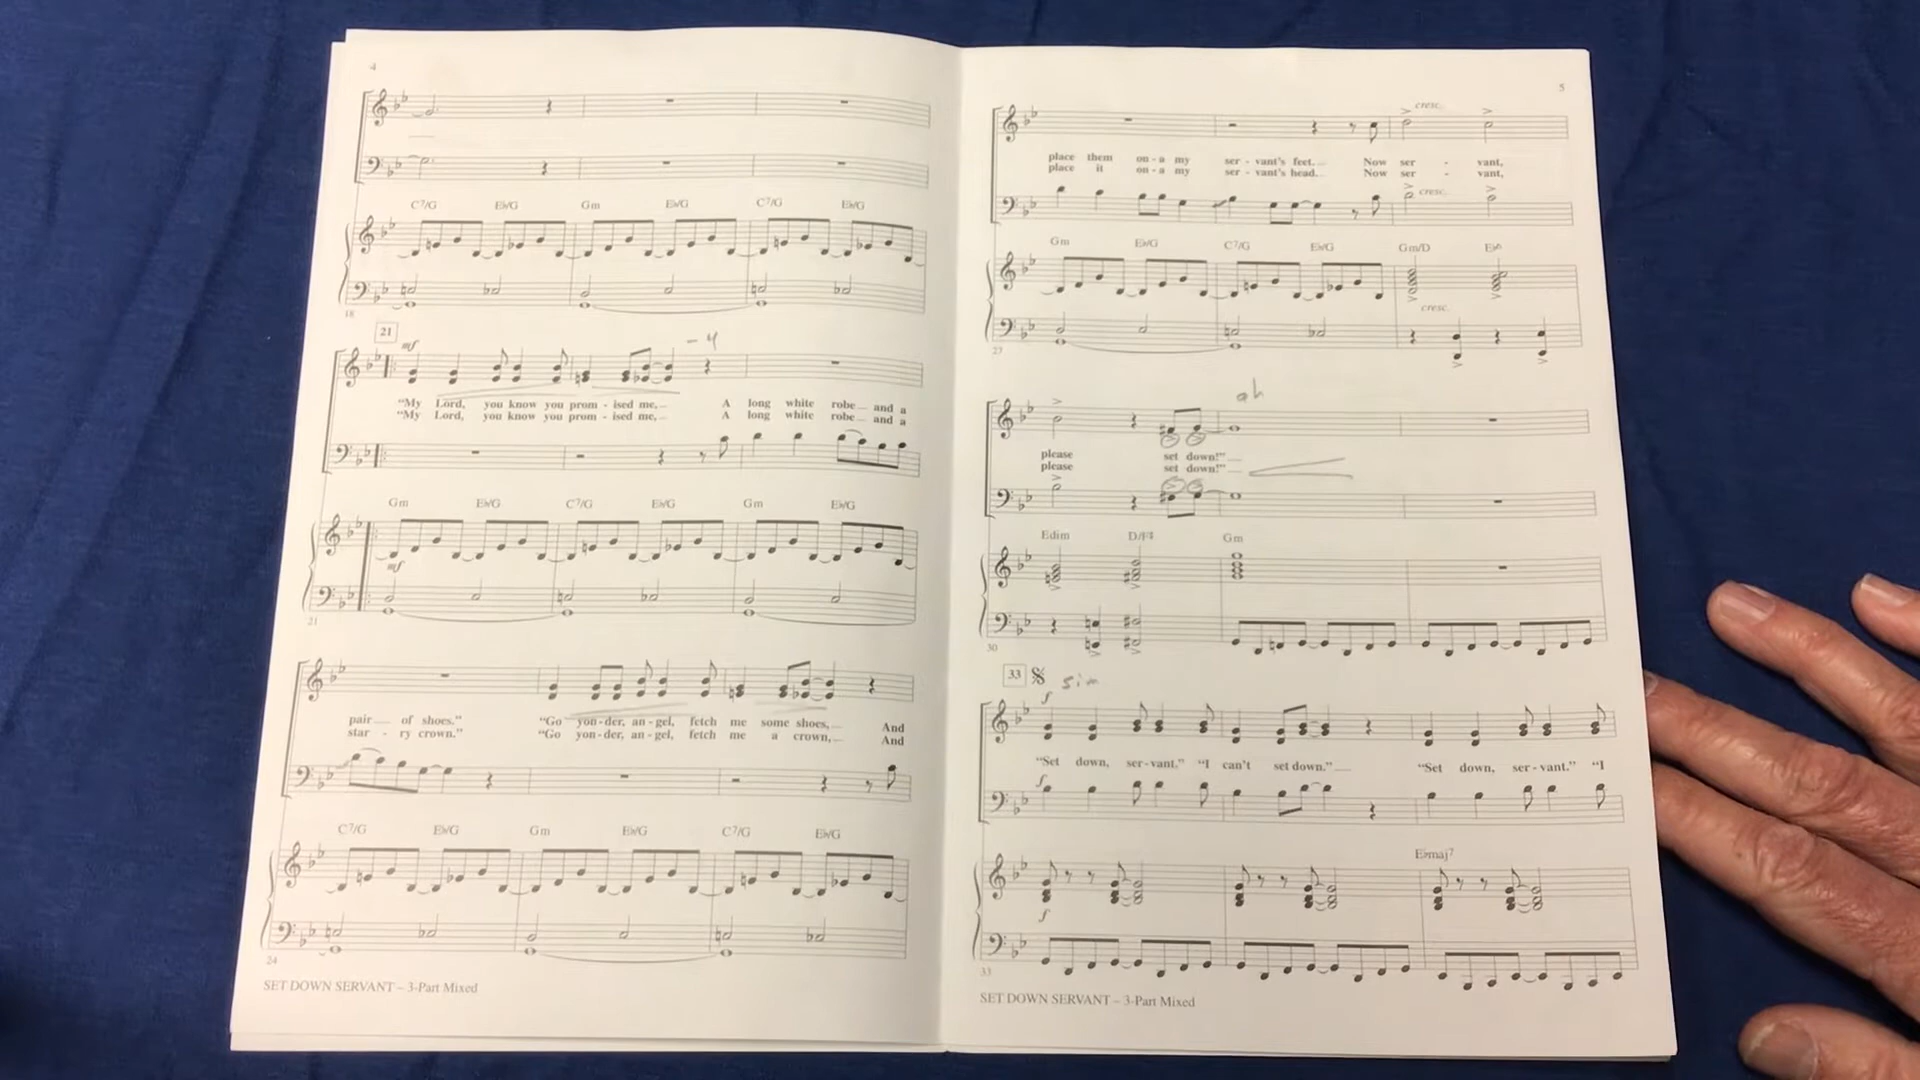 4
C7/G E♭/G Gm E♭/G C7/G E♭/G
18
21
mf
- 4
“My Lord, you know you prom - ised me, A long white robe and a
“My Lord, you know you prom - ised me, A long white robe and a
Gm E♭/G C7/G E♭/G Gm E♭/G
mf
21
pair of shoes.” “Go yon - der, an - gel, fetch me some shoes, And
star - ry crown.” “Go yon - der, an - gel, fetch me a crown, And
C7/G E♭/G Gm E♭/G C7/G E♭/G
24
SET DOWN SERVANT – 3-Part Mixed
5
cresc.
place them on - a my ser - vant's feet. Now ser - vant,
place it on - a my ser - vant's head. Now ser - vant,
cresc.
Gm E♭/G C7/G E♭/G Gm/D
cresc.
27
ah
please set down!”
please set down!”
Edim D/F♯ Gm
30
33 sim
f
“Set down, ser - vant.” “I can't set down.” “Set down, ser - vant.” “I
f
E♭maj7
f
33
SET DOWN SERVANT – 3-Part Mixed